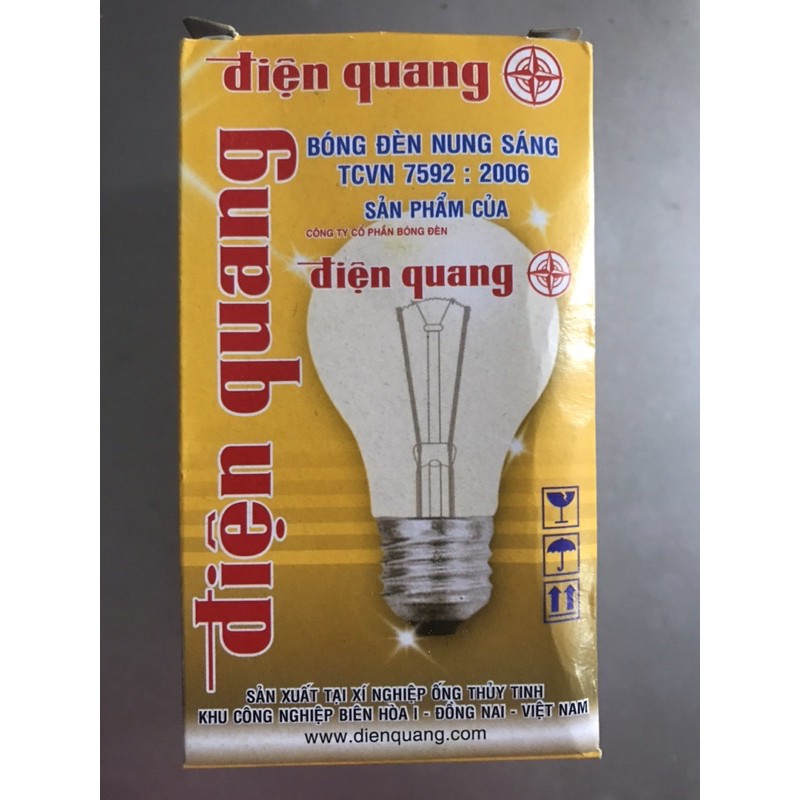 điện quang
điện quang
BÓNG ĐÈN NUNG SÁNG
TCVN 7592 : 2006
SẢN PHẨM CỦA
CÔNG TY CỔ PHẦN BÓNG ĐÈN
điện quang
SẢN XUẤT TẠI XÍ NGHIỆP ỐNG THỦY TINH
KHU CÔNG NGHIỆP BIÊN HÒA I - ĐỒNG NAI - VIỆT NAM
www.dienquang.com